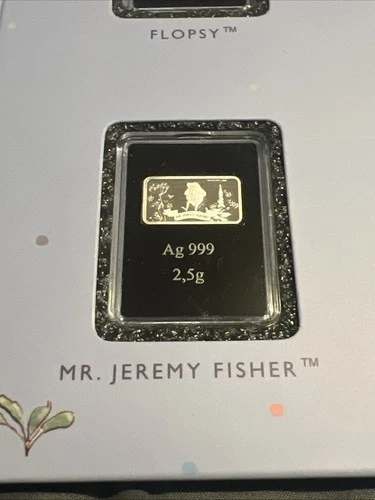 FLOPSY™
Ag 999
2,5g
MR. JEREMY FISHER™